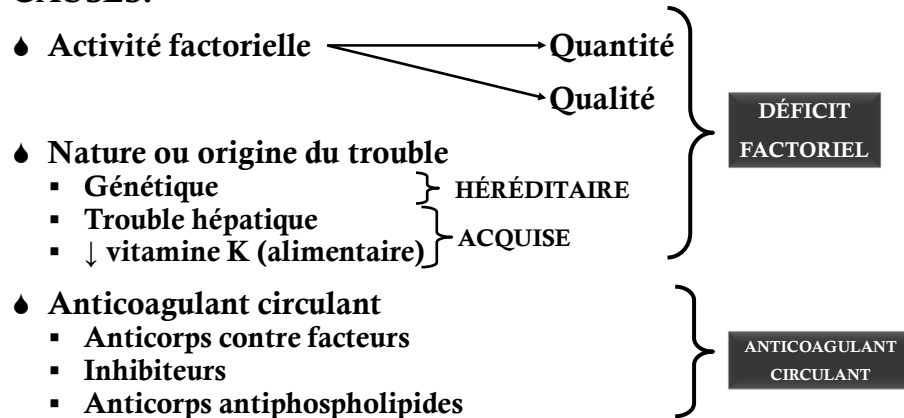 CAUSES:
Activité factorielle
Quantité
Qualité
DÉFICIT
FACTORIEL
Nature ou origine du trouble
Génétique
HÉRÉDITAIRE
Trouble hépatique
↓ vitamine K (alimentaire)
ACQUISE
Anticoagulant circulant
Anticorps contre facteurs
Inhibiteurs
Anticorps antiphospholipides
ANTICOAGULANT
CIRCULANT